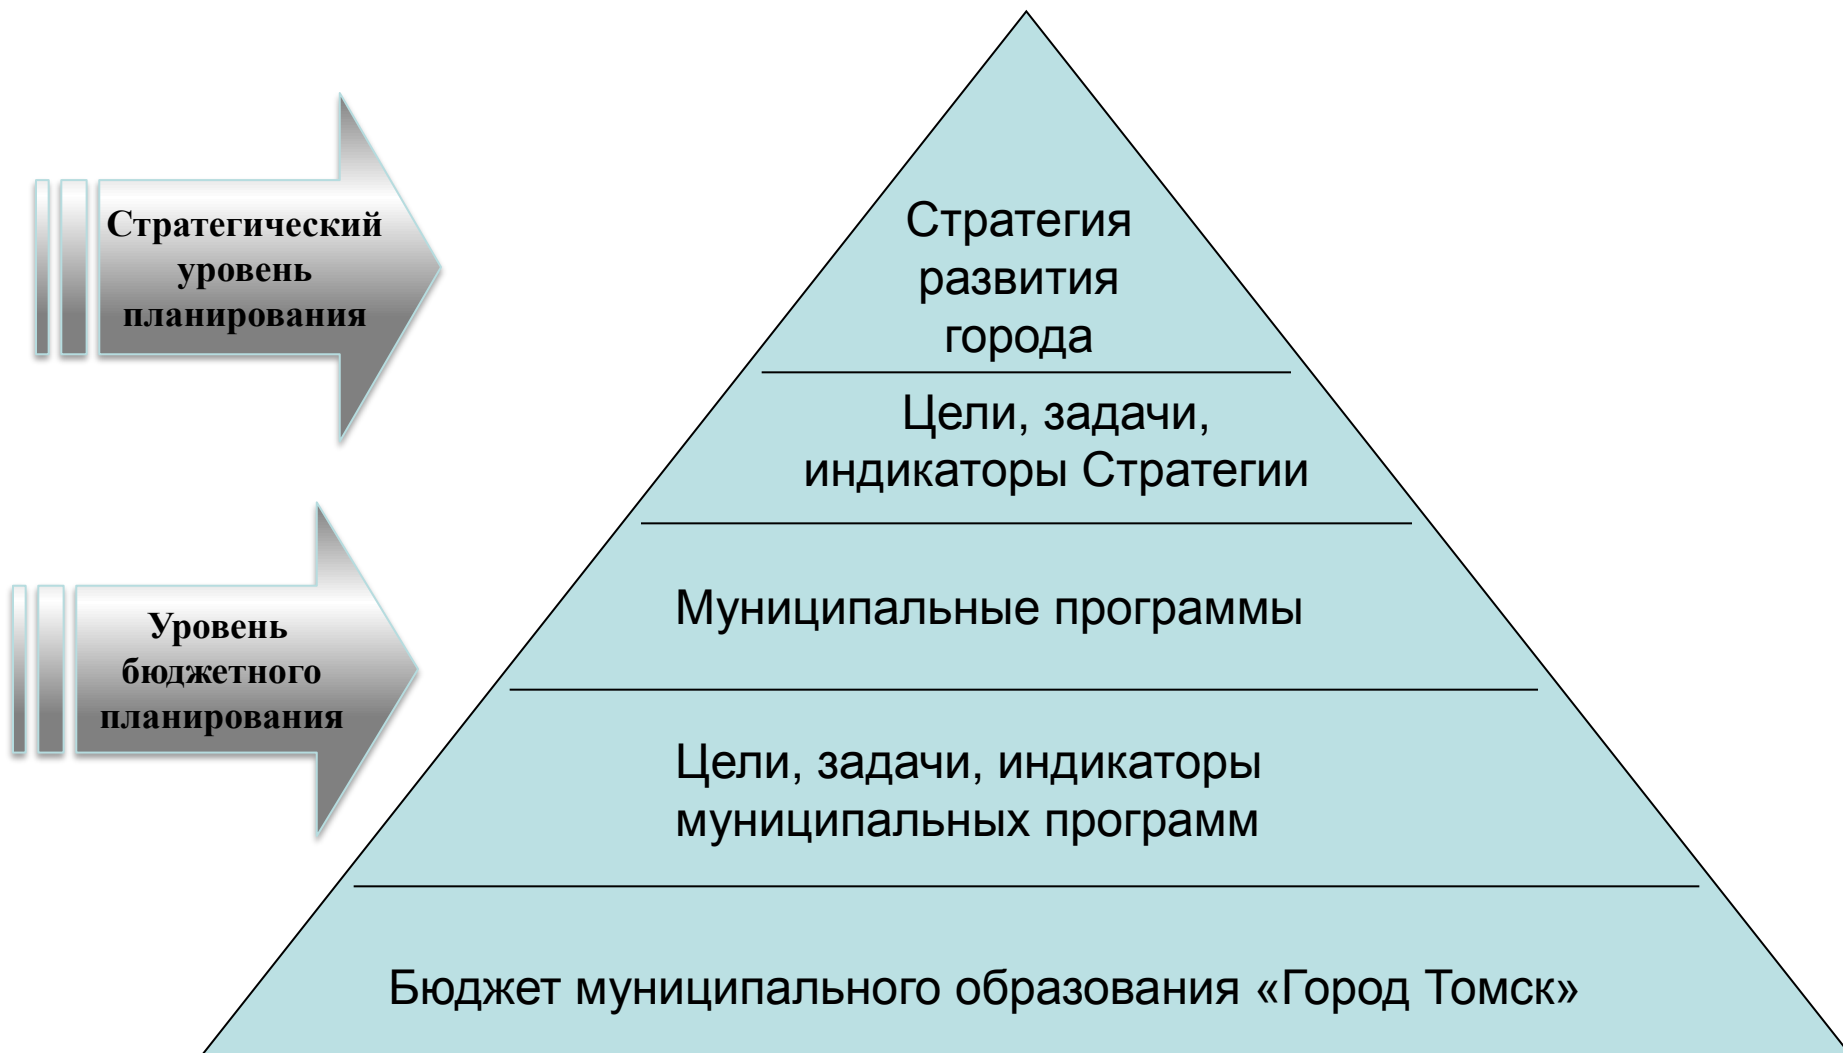 Стратегический
уровень
планирования
Стратегия
развития
города
Цели, задачи,
индикаторы Стратегии
Уровень
бюджетного
планирования
Муниципальные программы
Цели, задачи, индикаторы
муниципальных программ
Бюджет муниципального образования «Город Томск»